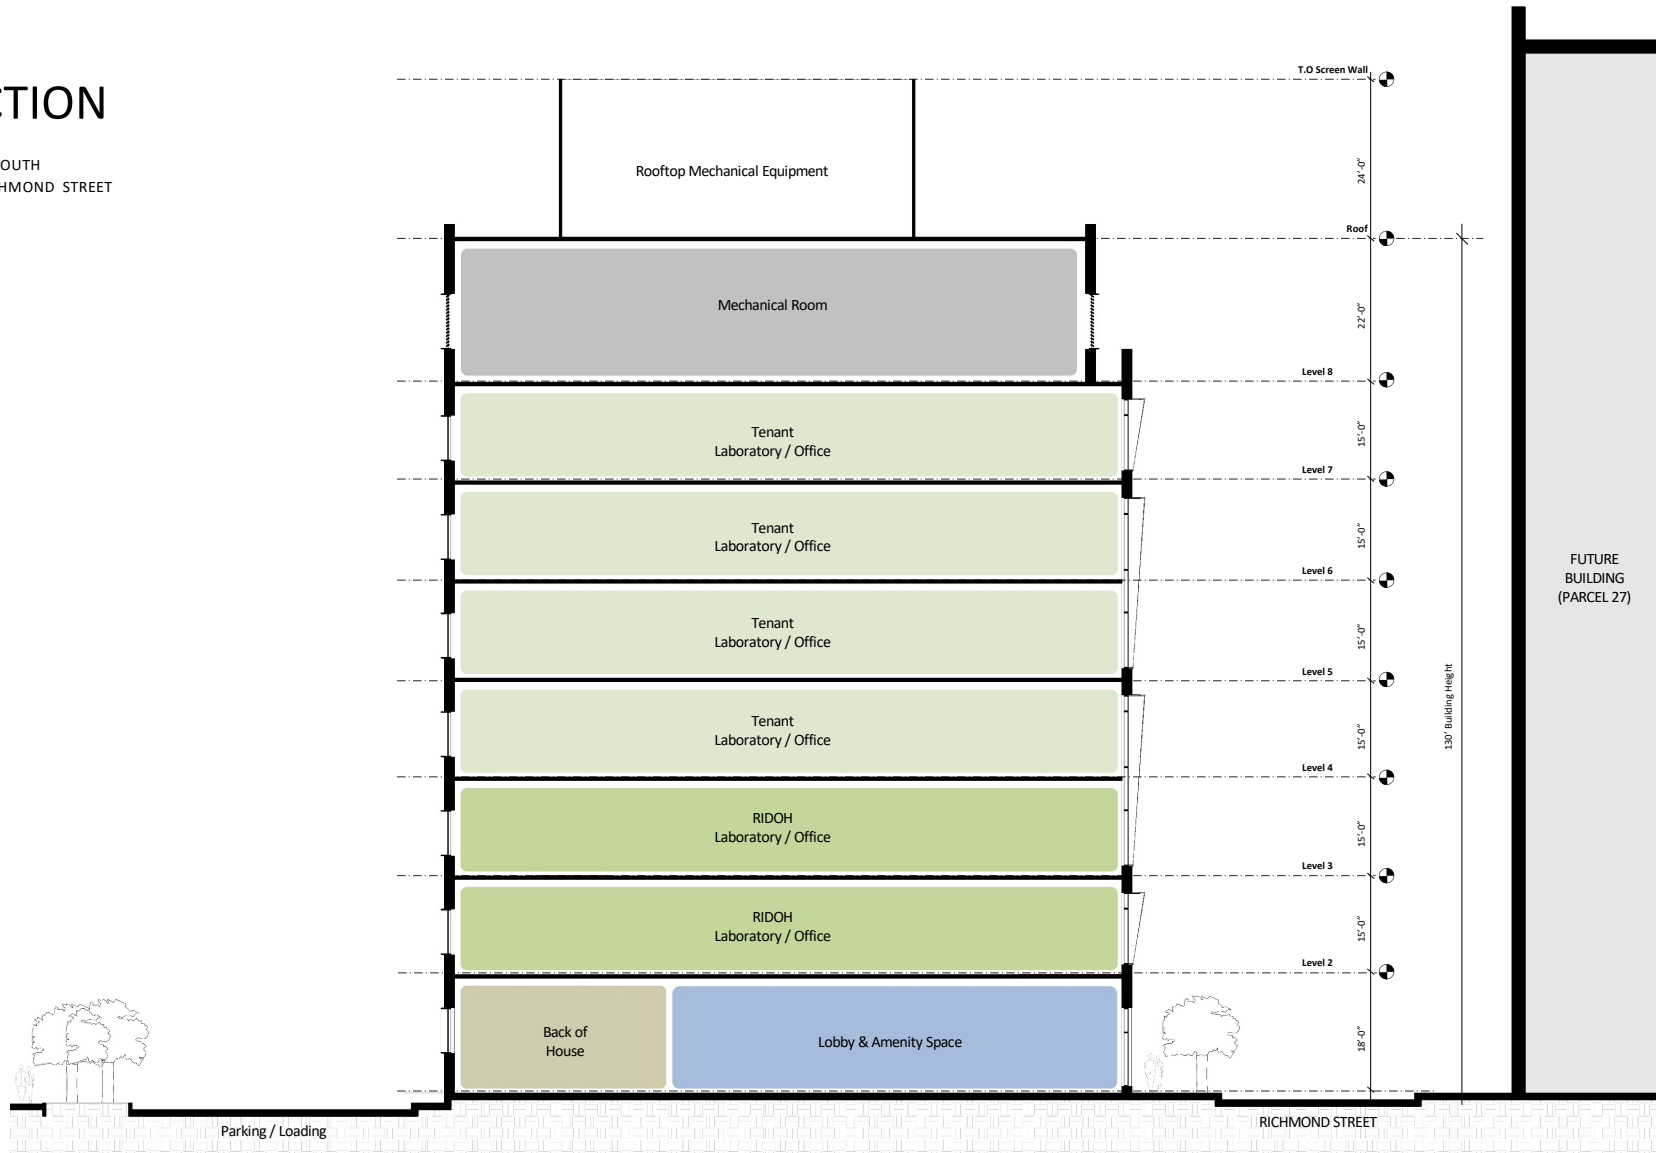 CTION
OUTH
HMOND STREET
T.O Screen Wall
24'-0"
Rooftop Mechanical Equipment
Roof
Mechanical Room
22'-0"
Level 8
Tenant
Laboratory / Office
15'-0"
Level 7
Tenant
Laboratory / Office
15'-0"
Level 6
Tenant
Laboratory / Office
15'-0"
Level 5
Tenant
Laboratory / Office
15'-0"
Level 4
RIDOH
Laboratory / Office
15'-0"
Level 3
RIDOH
Laboratory / Office
15'-0"
Level 2
Back of
House
Lobby & Amenity Space
18'-0"
130' Building Height
FUTURE
BUILDING
(PARCEL 27)
Parking / Loading
RICHMOND STREET